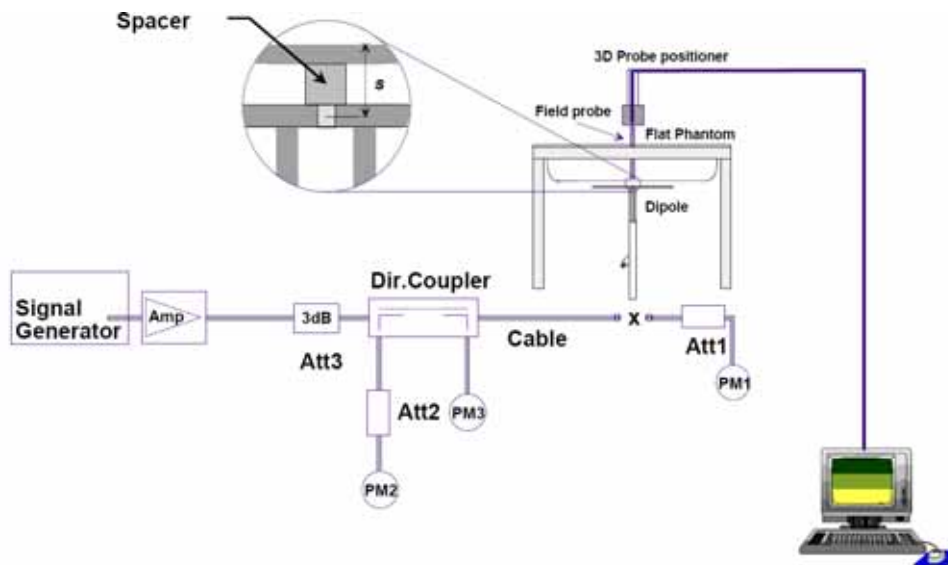 Spacer
s
3D Probe positioner
Field probe
Flat Phantom
Dipole
Signal
Generator
Amp
3dB
Att3
Dir.Coupler
Cable
x
Att1
PM1
Att2
PM3
PM2